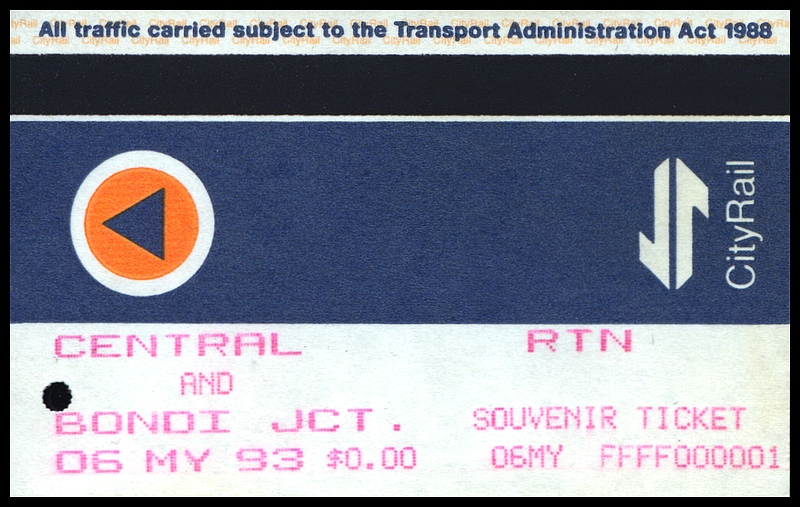 All traffic carried subject to the Transport Administration Act 1988
CityRail
CENTRAL RTN
AND
BONDI JCT. SOUVENIR TICKET
06 MY 93 $0.00 06MY FFFF000001